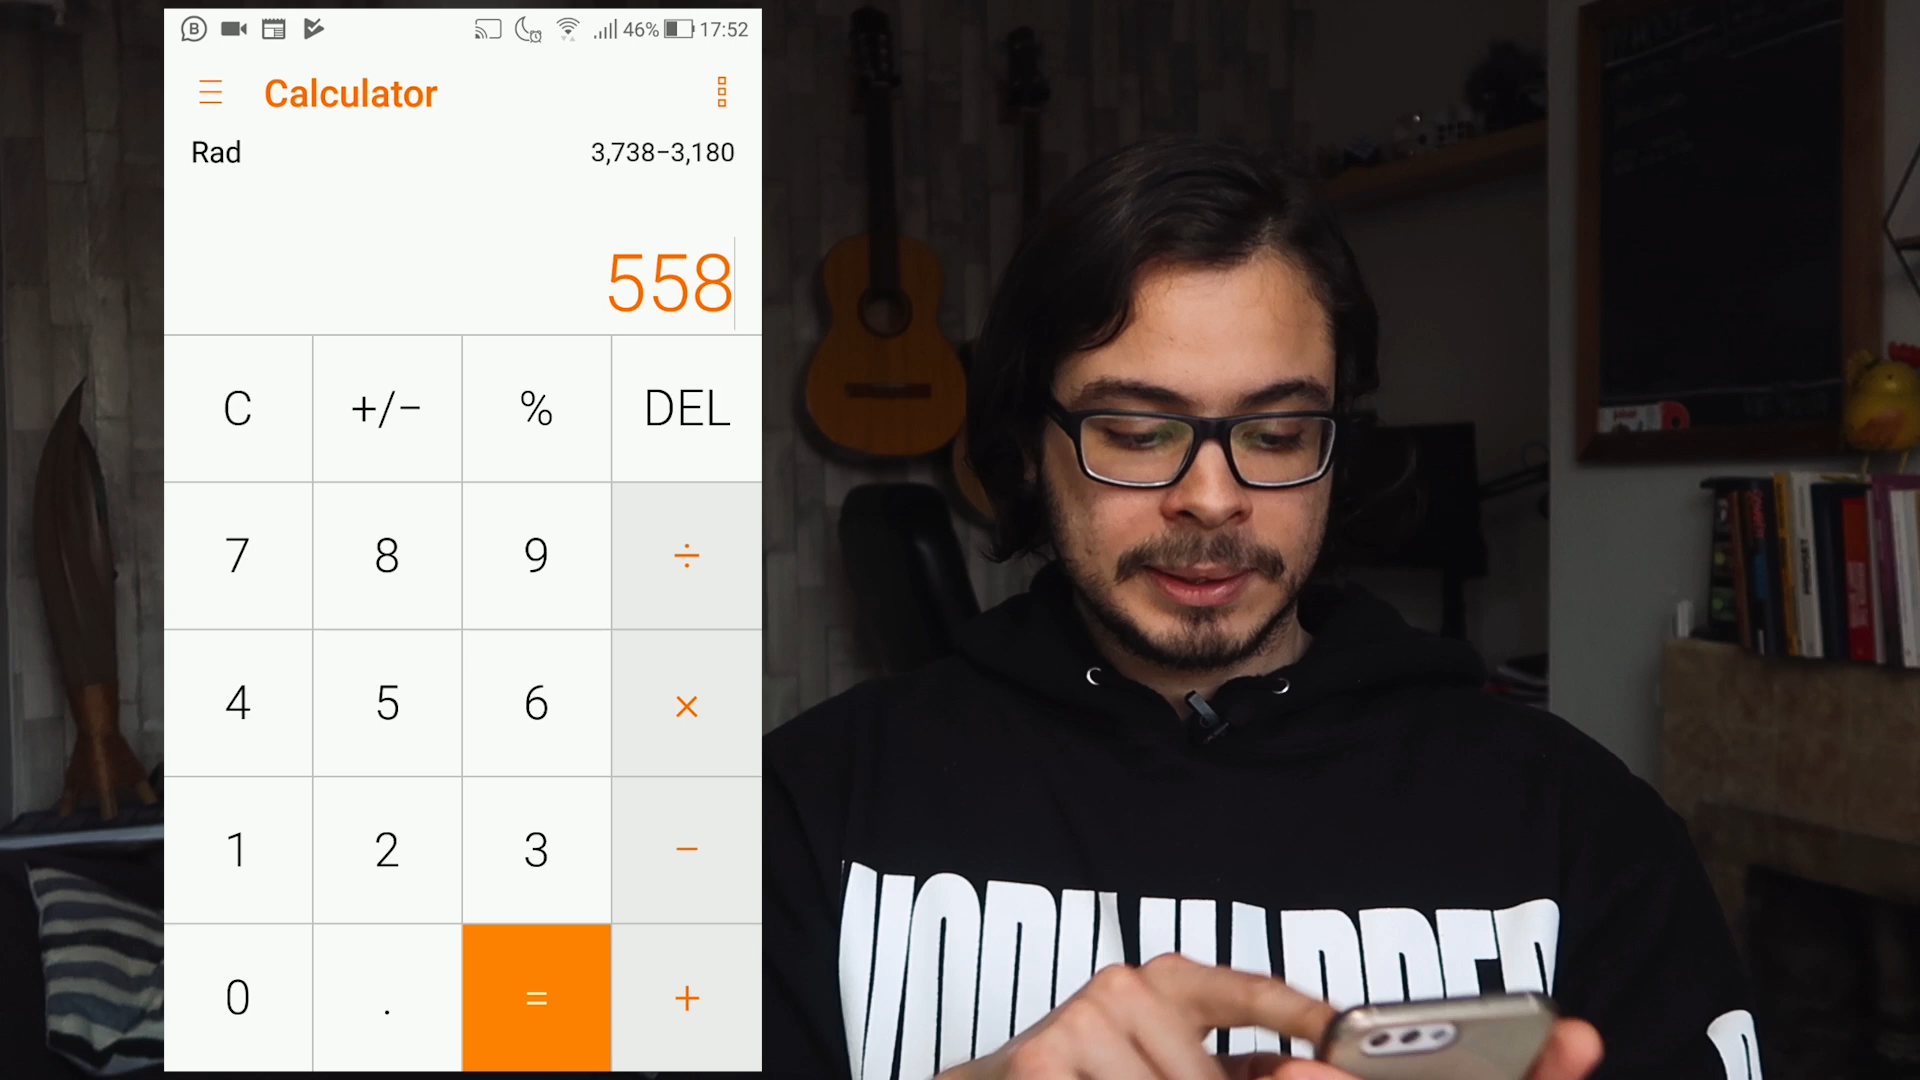 46% 17:52
Calculator
Rad 3,738−3,180
558
C +/− % DEL
7 8 9 ÷
4 5 6 ×
1 2 3 −
0 . = +